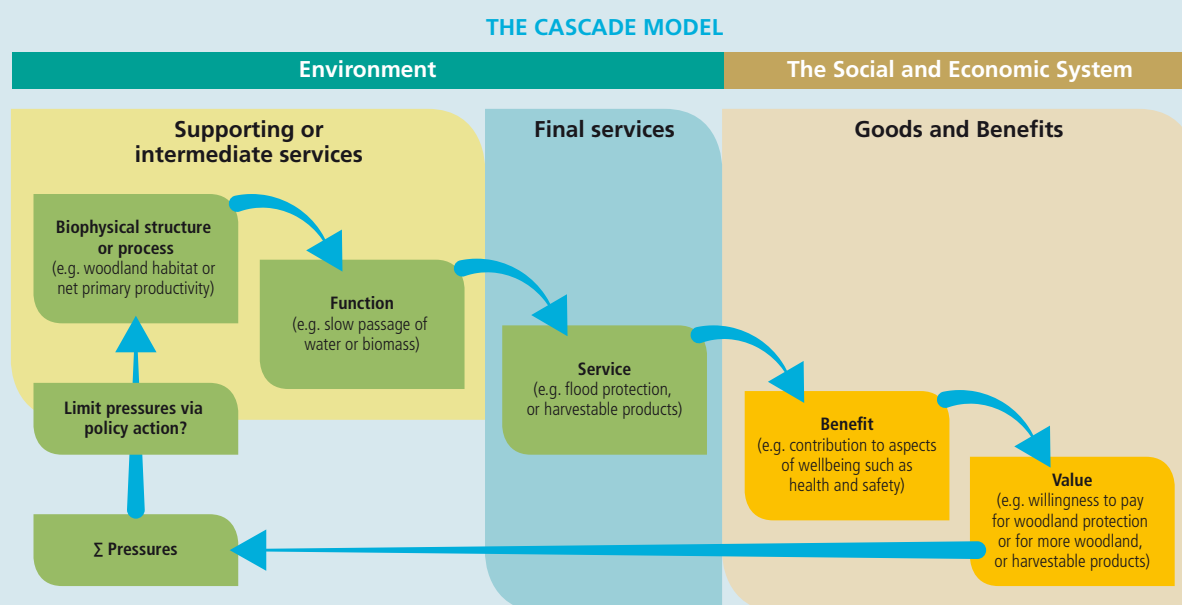 THE CASCADE MODEL
Environment
The Social and Economic System
Supporting or
intermediate services
Final services
Goods and Benefits
Biophysical structure
or process
(e.g. woodland habitat or
net primary productivity)
Function
(e.g. slow passage of
water or biomass)
Service
(e.g. flood protection,
or harvestable products)
Benefit
(e.g. contribution to aspects
of wellbeing such as
health and safety)
Value
(e.g. willingness to pay
for woodland protection
or for more woodland,
or harvestable products)
Limit pressures via
policy action?
∑ Pressures